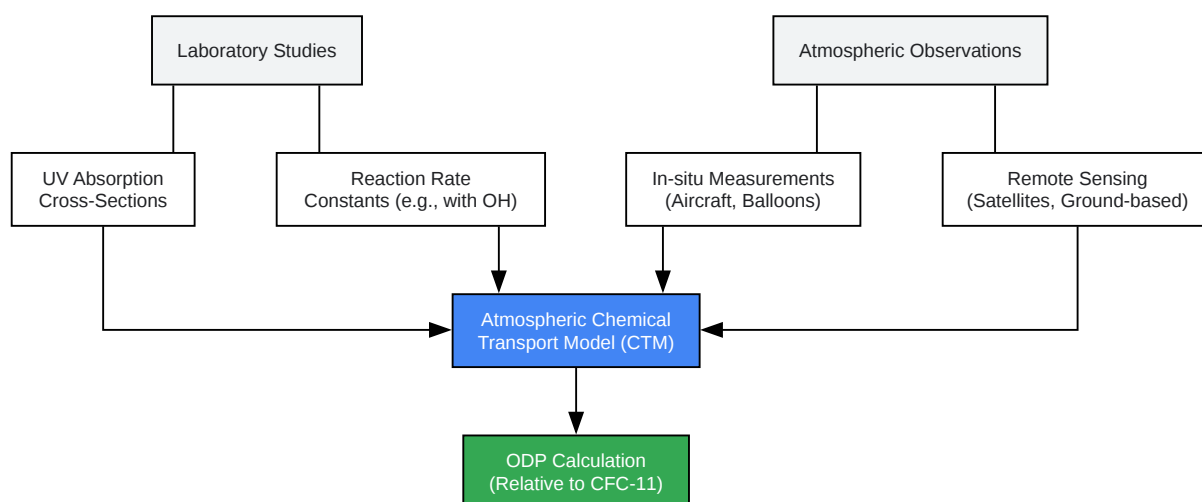 Laboratory Studies
Atmospheric Observations
UV Absorption
Cross-Sections
Reaction Rate
Constants (e.g., with OH)
In-situ Measurements
(Aircraft, Balloons)
Remote Sensing
(Satellites, Ground-based)
Atmospheric Chemical
Transport Model (CTM)
ODP Calculation
(Relative to CFC-11)